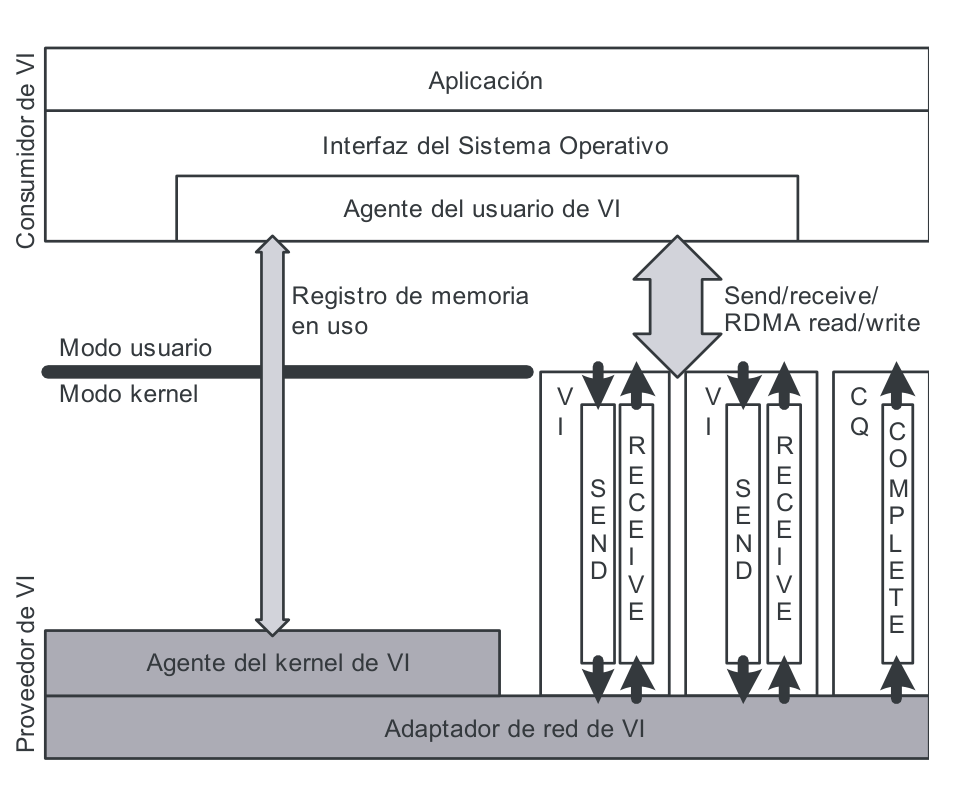 Consumidor de VI
Aplicación
Interfaz del Sistema Operativo
Agente del usuario de VI
Registro de memoria
en uso
Send/receive/
RDMA read/write
Modo usuario
Modo kernel
VI
SEND
RECEIVE
VI
SEND
RECEIVE
CQ
COMPLETE
Proveedor de VI
Agente del kernel de VI
Adaptador de red de VI